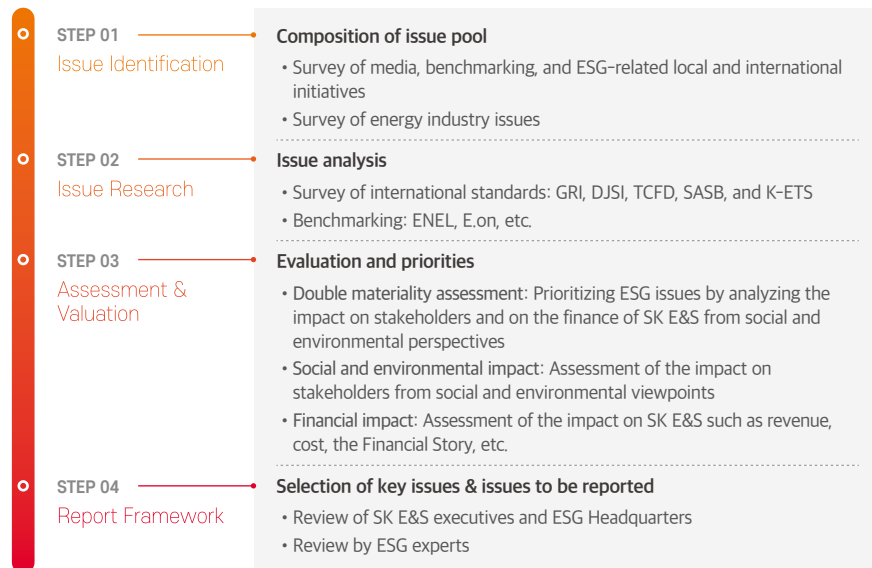 STEP 01
Issue Identification
Composition of issue pool
• Survey of media, benchmarking, and ESG-related local and international
initiatives
• Survey of energy industry issues
STEP 02
Issue Research
Issue analysis
• Survey of international standards: GRI, DJSI, TCFD, SASB, and K-ETS
• Benchmarking: ENEL, E.on, etc.
STEP 03
Assessment &
Valuation
Evaluation and priorities
• Double materiality assessment: Prioritizing ESG issues by analyzing the
impact on stakeholders and on the finance of SK E&S from social and
environmental perspectives
• Social and environmental impact: Assessment of the impact on
stakeholders from social and environmental viewpoints
• Financial impact: Assessment of the impact on SK E&S such as revenue,
cost, the Financial Story, etc.
STEP 04
Report Framework
Selection of key issues & issues to be reported
• Review of SK E&S executives and ESG Headquarters
• Review by ESG experts